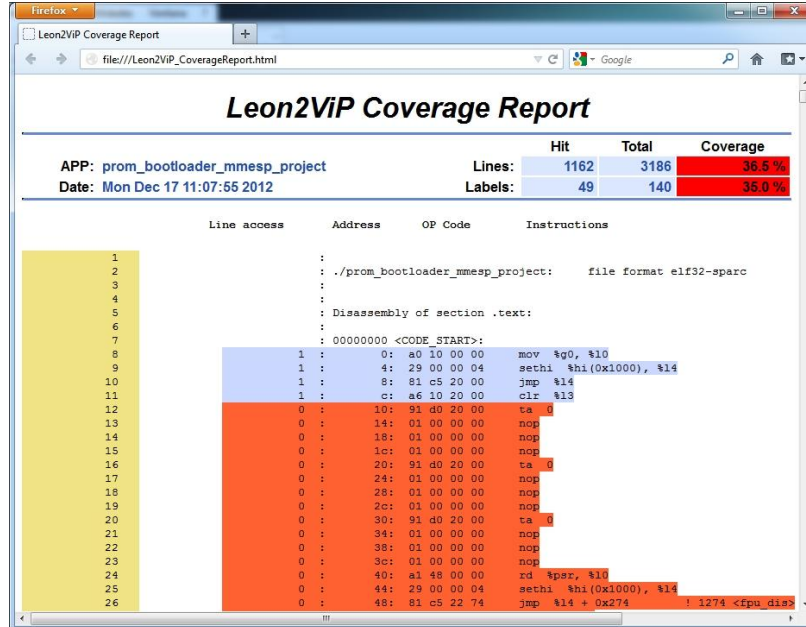 Firefox
Leon2ViP Coverage Report
+
file:///Leon2ViP_CoverageReport.html
Google
Leon2ViP Coverage Report
Hit Total Coverage
APP: prom_bootloader_mmesp_project Lines: 1162 3186 36.5 %
Date: Mon Dec 17 11:07:55 2012 Labels: 49 140 35.0 %
Line access Address OP Code Instructions
1 :
2 : ./prom_bootloader_mmesp_project: file format elf32-sparc
3 :
4 :
5 : Disassembly of section .text:
6 :
7 : 00000000 <CODE_START>:
8 1 : 0: a0 10 00 00 mov %g0, %l0
9 1 : 4: 29 00 00 04 sethi %hi(0x1000), %l4
10 1 : 8: 81 c5 20 00 jmp %l4
11 1 : c: a6 10 20 00 clr %l3
12 0 : 10: 91 d0 20 00 ta 0
13 0 : 14: 01 00 00 00 nop
14 0 : 18: 01 00 00 00 nop
15 0 : 1c: 01 00 00 00 nop
16 0 : 20: 91 d0 20 00 ta 0
17 0 : 24: 01 00 00 00 nop
18 0 : 28: 01 00 00 00 nop
19 0 : 2c: 01 00 00 00 nop
20 0 : 30: 91 d0 20 00 ta 0
21 0 : 34: 01 00 00 00 nop
22 0 : 38: 01 00 00 00 nop
23 0 : 3c: 01 00 00 00 nop
24 0 : 40: a1 48 00 00 rd %psr, %l0
25 0 : 44: 29 00 00 04 sethi %hi(0x1000), %l4
26 0 : 48: 81 c5 22 74 jmp %l4 + 0x274 ! 1274 <fpu_dis>